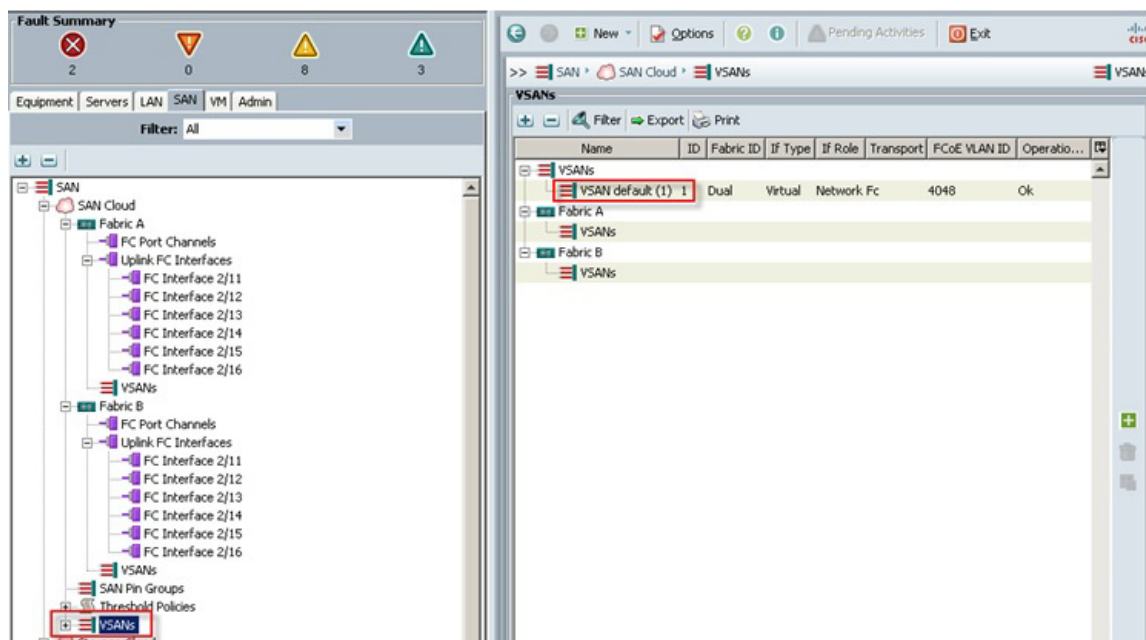 Fault Summary
2 0 8 3
Equipment Servers LAN SAN VM Admin
Filter: All
SAN
SAN Cloud
Fabric A
FC Port Channels
Uplink FC Interfaces
FC Interface 2/11
FC Interface 2/12
FC Interface 2/13
FC Interface 2/14
FC Interface 2/15
FC Interface 2/16
VSANs
Fabric B
FC Port Channels
Uplink FC Interfaces
FC Interface 2/11
FC Interface 2/12
FC Interface 2/13
FC Interface 2/14
FC Interface 2/15
FC Interface 2/16
VSANs
SAN Pin Groups
Threshold Policies
VSANs
New Options Pending Activities Exit
>> SAN SAN Cloud VSANs VSAN
VSANs
Filter Export Print
Name ID Fabric ID If Type If Role Transport FCoE VLAN ID Operatio...
VSANs
VSAN default (1) 1 Dual Virtual Network Fc 4048 Ok
Fabric A
VSANs
Fabric B
VSANs